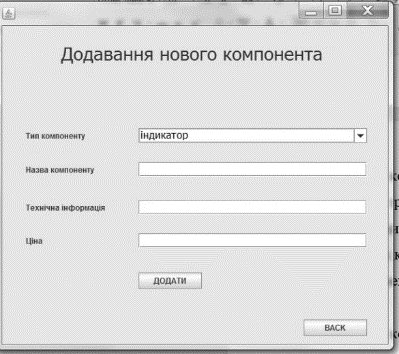 Додавання нового компонента
Тип компоненту
індикатор
Назва компоненту
Технічна інформація
Ціна
ДОДАТИ
BACK